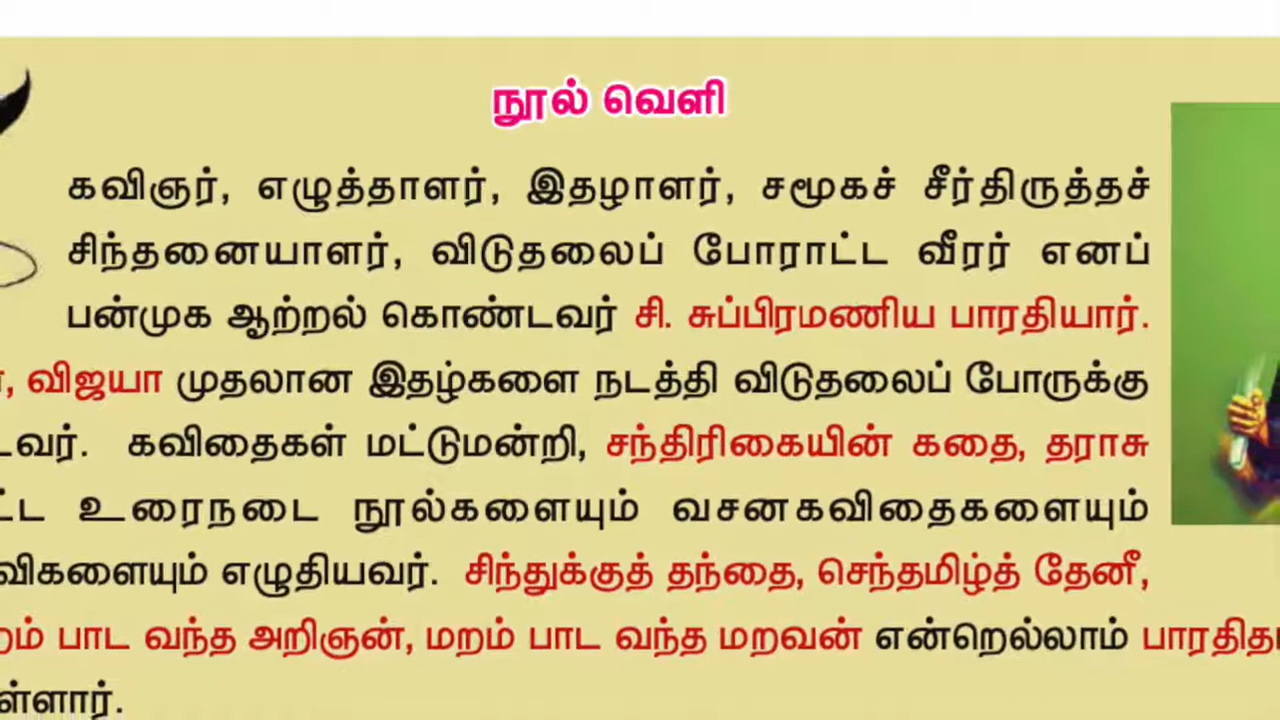 நூல் வெளி
கவிஞர், எழுத்தாளர், இதழாளர், சமூகச் சீர்திருத்தச்
சிந்தனையாளர், விடுதலைப் போராட்ட வீரர் எனப்
பன்முக ஆற்றல் கொண்டவர் சி. சுப்பிரமணிய பாரதியார்.
விஜயா முதலான இதழ்களை நடத்தி விடுதலைப் போருக்கு
கவிதைகள் மட்டுமன்றி, சந்திரிகையின் கதை, தராசு
உரைநடை நூல்களையும் வசனகவிதைகளையும்
எழுதியவர். சிந்துக்குத் தந்தை, செந்தமிழ்த் தேனீ,
பாட வந்த அறிஞன், மறம் பாட வந்த மறவன் என்றெல்லாம்